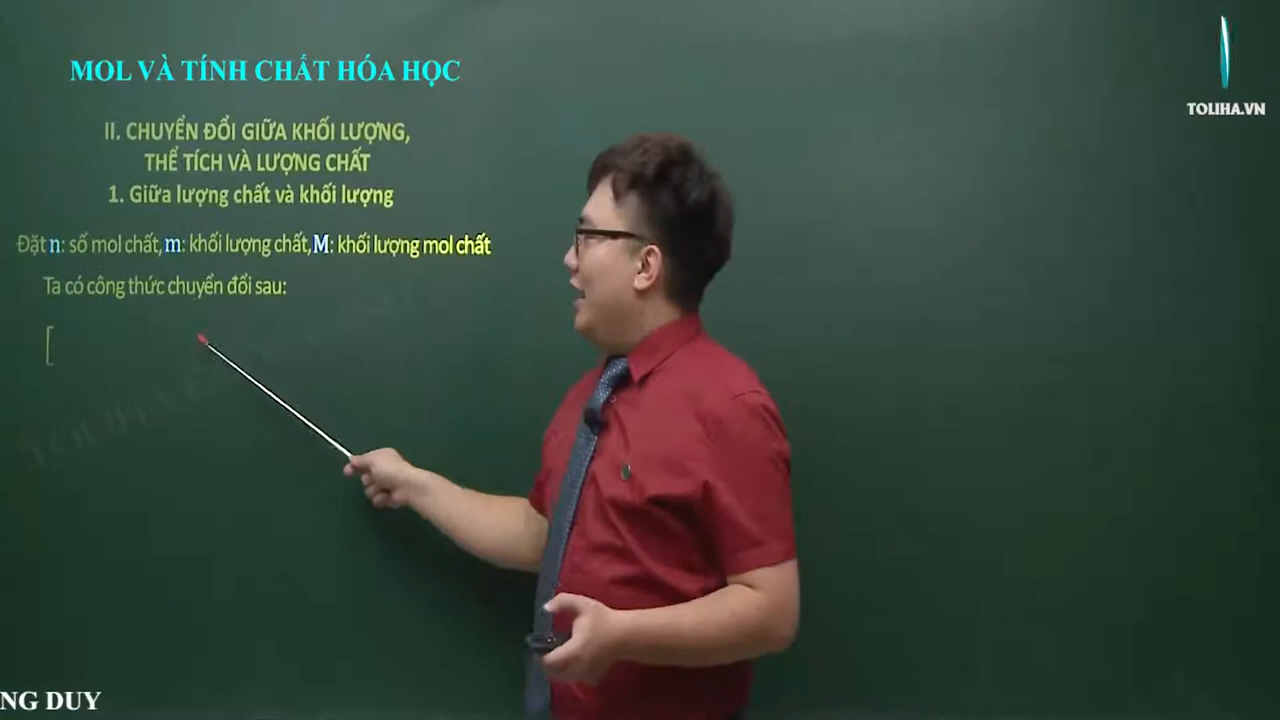 MOL VÀ TÍNH CHẤT HÓA HỌC
TOLIHA.VN
II. CHUYỂN ĐỔI GIỮA KHỐI LƯỢNG,
THỂ TÍCH VÀ LƯỢNG CHẤT
1. Giữa lượng chất và khối lượng
Đặt n: số mol chất, m: khối lượng chất, M: khối lượng mol chất
Ta có công thức chuyển đổi sau:
[
NG DUY